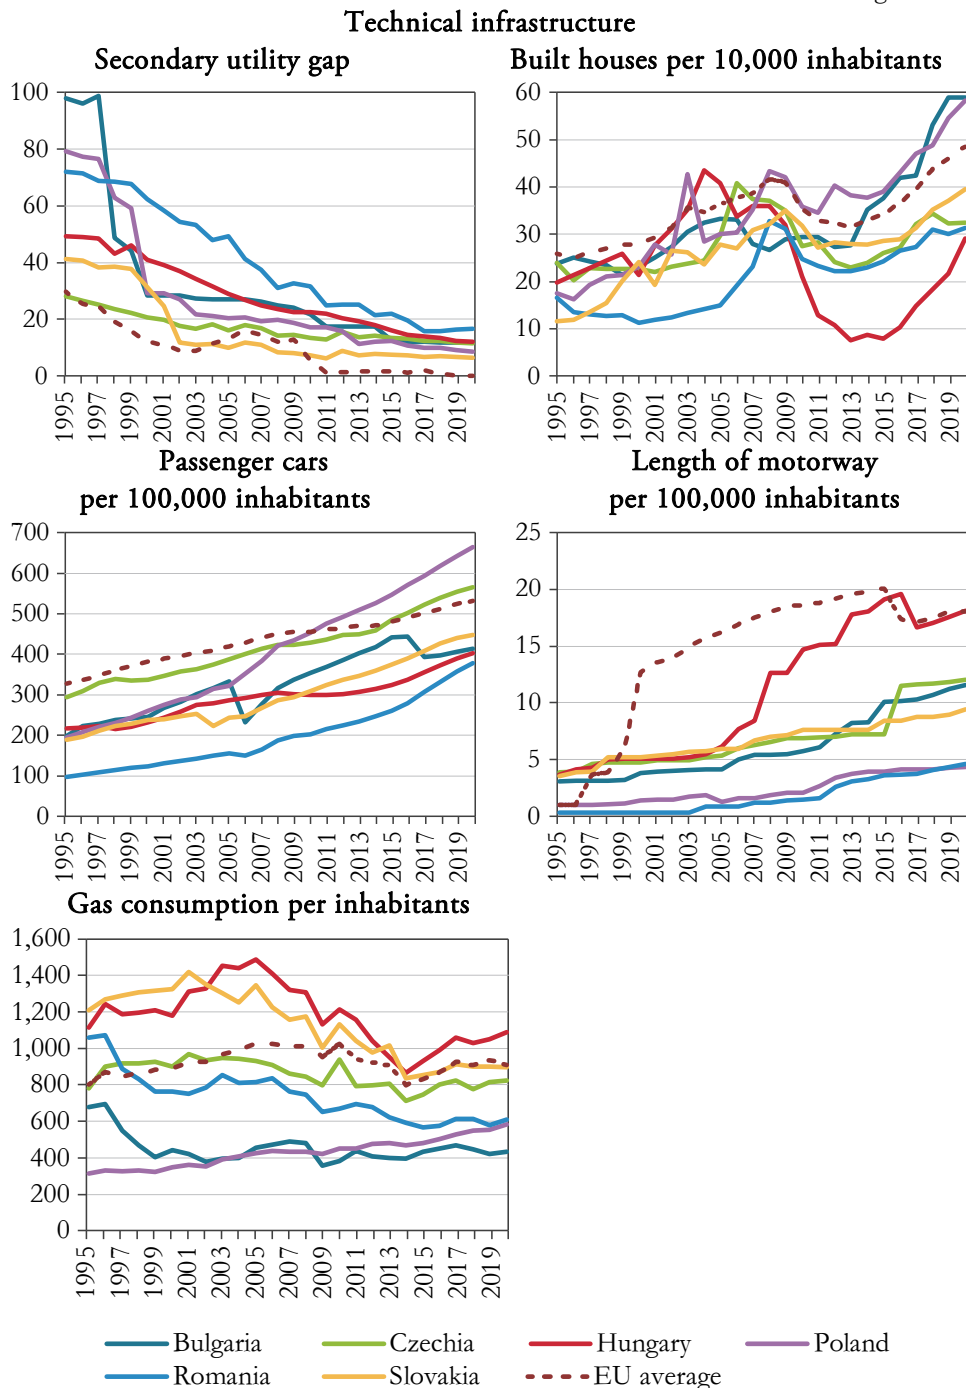 Technical infrastructure
Secondary utility gap
100
80
60
40
20
0
1995 1997 1999 2001 2003 2005 2007 2009 2011 2013 2015 2017 2019
Built houses per 10,000 inhabitants
60
50
40
30
20
10
0
1995 1997 1999 2001 2003 2005 2007 2009 2011 2013 2015 2017 2019
Passenger cars
per 100,000 inhabitants
700
600
500
400
300
200
100
0
1995 1997 1999 2001 2003 2005 2007 2009 2011 2013 2015 2017 2019
Length of motorway
per 100,000 inhabitants
25
20
15
10
5
0
1995 1997 1999 2001 2003 2005 2007 2009 2011 2013 2015 2017 2019
Gas consumption per inhabitants
1,600
1,400
1,200
1,000
800
600
400
200
0
1995 1997 1999 2001 2003 2005 2007 2009 2011 2013 2015 2017 2019
Bulgaria Czechia Hungary Poland
Romania Slovakia EU average